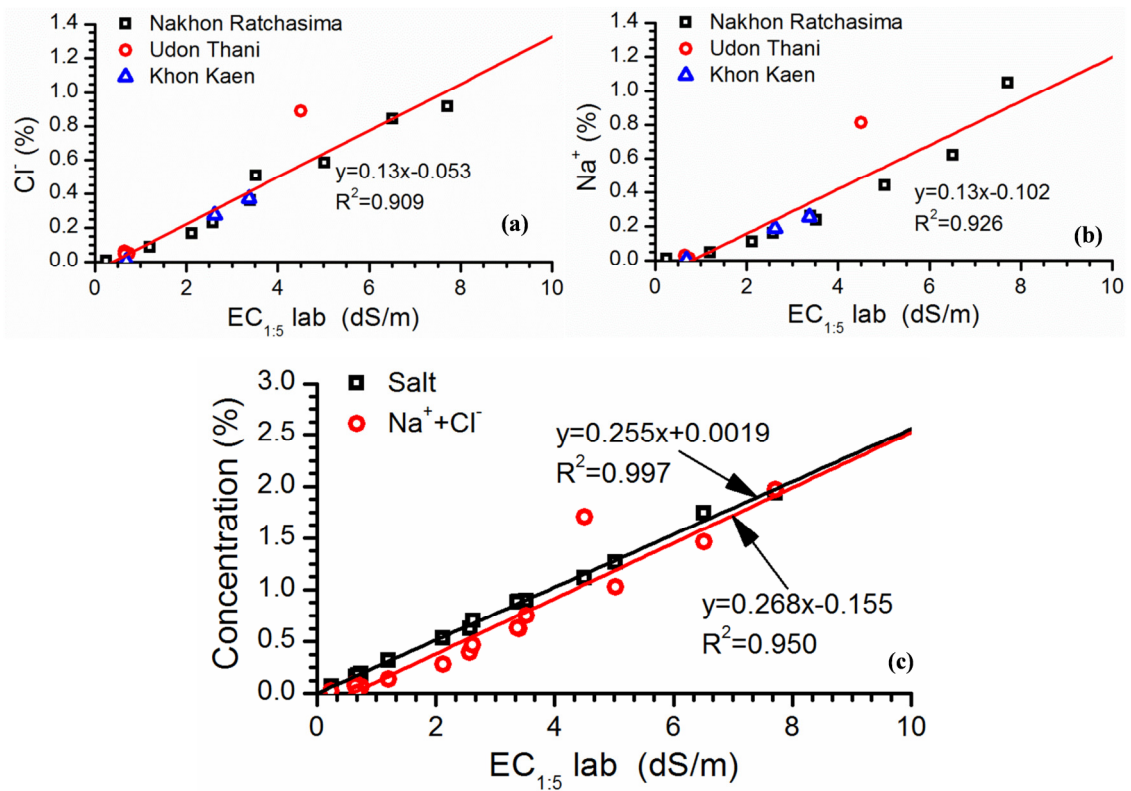 1.4
1.2
1.0
0.8
0.6
0.4
0.2
0.0
Cl⁻ (%)
Nakhon Ratchasima
Udon Thani
Khon Kaen
y=0.13x-0.053
R²=0.909
(a)
0 2 4 6 8 10
EC₁:₅ lab (dS/m)
1.4
1.2
1.0
0.8
0.6
0.4
0.2
0.0
Na⁺ (%)
Nakhon Ratchasima
Udon Thani
Khon Kaen
y=0.13x-0.102
R²=0.926
(b)
0 2 4 6 8 10
EC₁:₅ lab (dS/m)
3.0
2.5
2.0
1.5
1.0
0.5
0.0
Concentration (%)
Salt
Na⁺+Cl⁻
y=0.255x+0.0019
R²=0.997
y=0.268x-0.155
R²=0.950
(c)
0 2 4 6 8 10
EC₁:₅ lab (dS/m)